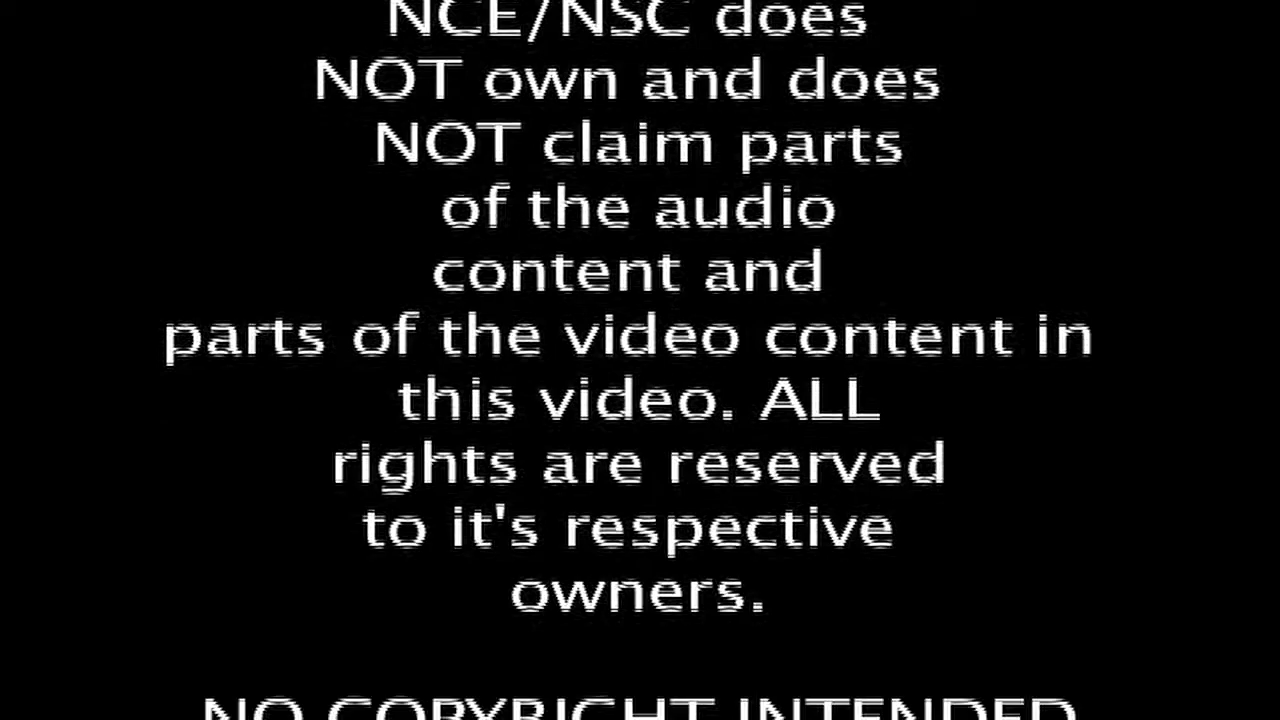 NCE/NSC does
NOT own and does
NOT claim parts
of the audio
content and
parts of the video content in
this video. ALL
rights are reserved
to it's respective
owners.
NO COPYRIGHT INTENDED